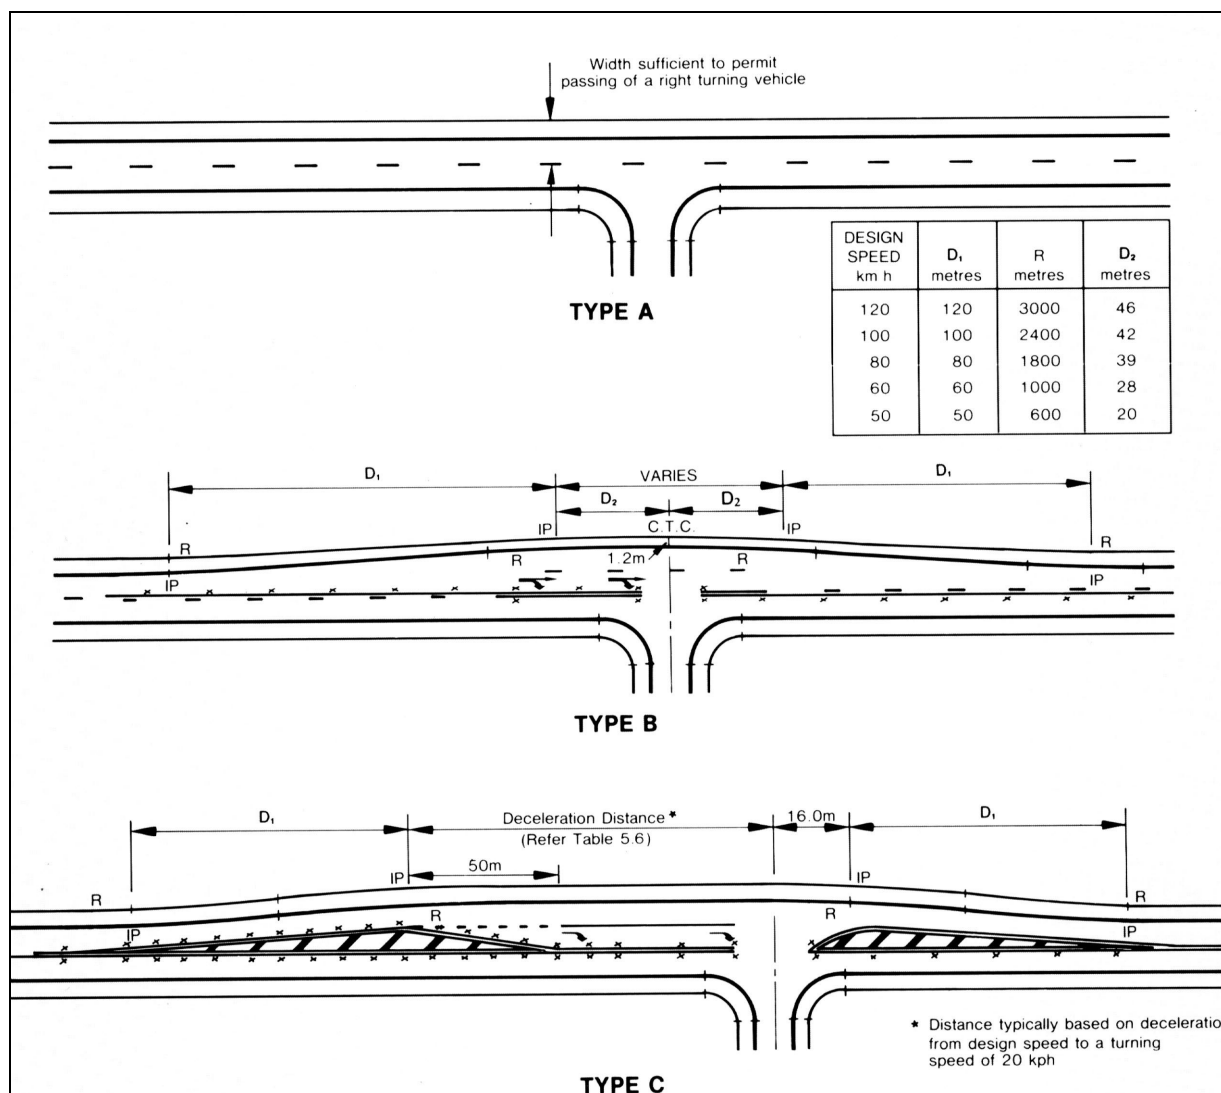 Width sufficient to permit
passing of a right turning vehicle
TYPE A
DESIGN SPEED km h | D₁ metres | R metres | D₂ metres
120 | 120 | 3000 | 46
100 | 100 | 2400 | 42
80 | 80 | 1800 | 39
60 | 60 | 1000 | 28
50 | 50 | 600 | 20
D₁ VARIES D₁
D₂ D₂
IP C.T.C. IP
R R
1.2m
R R
IP IP
TYPE B
D₁ Deceleration Distance* 16.0m D₁
(Refer Table 5.6)
50m
IP IP
R R
R R
IP IP
* Distance typically based on deceleratio
from design speed to a turning
speed of 20 kph
TYPE C